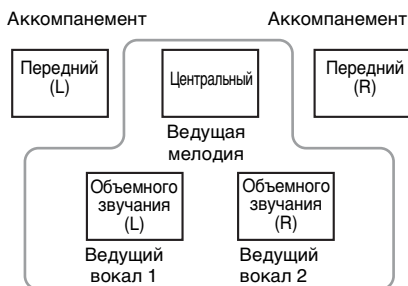 Аккомпанемент
Аккомпанемент
Передний
(L)
Центральный
Передний
(R)
Ведущая
мелодия
Объемного
звучания
(L)
Объемного
звучания
(R)
Ведущий
вокал 1
Ведущий
вокал 2